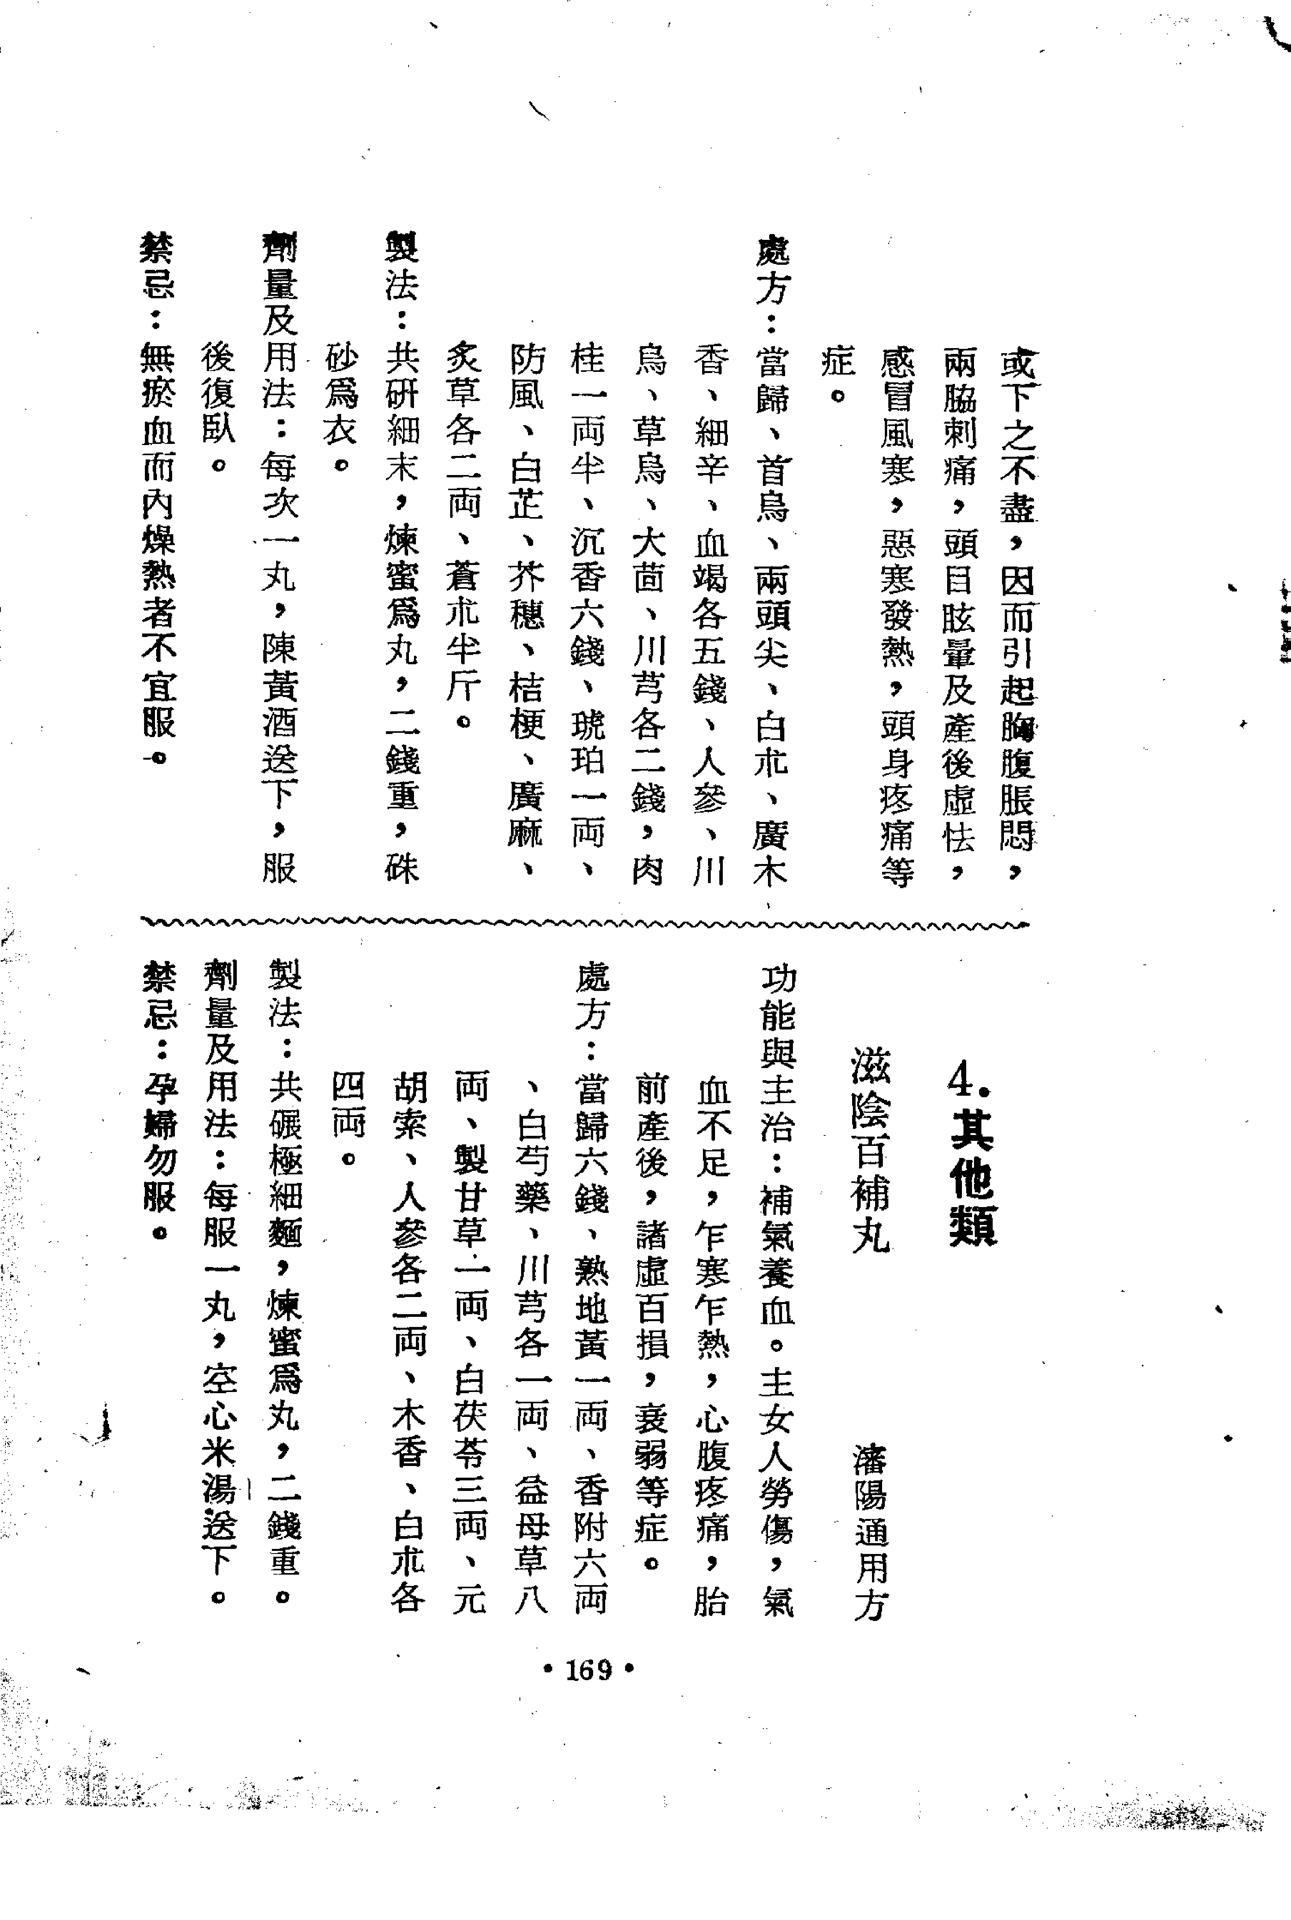 或下之不盡，因而引起胸腹脹悶，
兩脇刺痛，頭目眩暈及產後虛怯，
感冒風寒，惡寒發熱，頭身疼痛等
症。
處方：當歸、首烏、兩頭尖、白朮、廣木
香、細辛、血竭各五錢、人參、川
烏、草烏、大茴、川芎各二錢，肉
桂一両半、沉香六錢、琥珀一両、
防風、白芷、芥穗、桔梗、廣麻、
炙草各二両、蒼朮半斤。
製法：共研細末，煉蜜爲丸，二錢重，硃
砂爲衣。
劑量及用法：每次一丸，陳黃酒送下，服
後復臥。
禁忌：無瘀血而內燥熱者不宜服。
4.其他類
滋陰百補丸　　瀋陽通用方
功能與主治：補氣養血。主女人勞傷，氣
血不足，乍寒乍熱，心腹疼痛，胎
前產後，諸虛百損，衰弱等症。
處方：當歸六錢、熟地黃一両、香附六両
、白芍藥、川芎各一両、益母草八
両、製甘草一両、白茯苓三両、元
胡索、人參各二両、木香、白朮各
四両。
製法：共碾極細麵，煉蜜爲丸，二錢重。
劑量及用法：每服一丸，空心米湯送下。
禁忌：孕婦勿服。
•169•